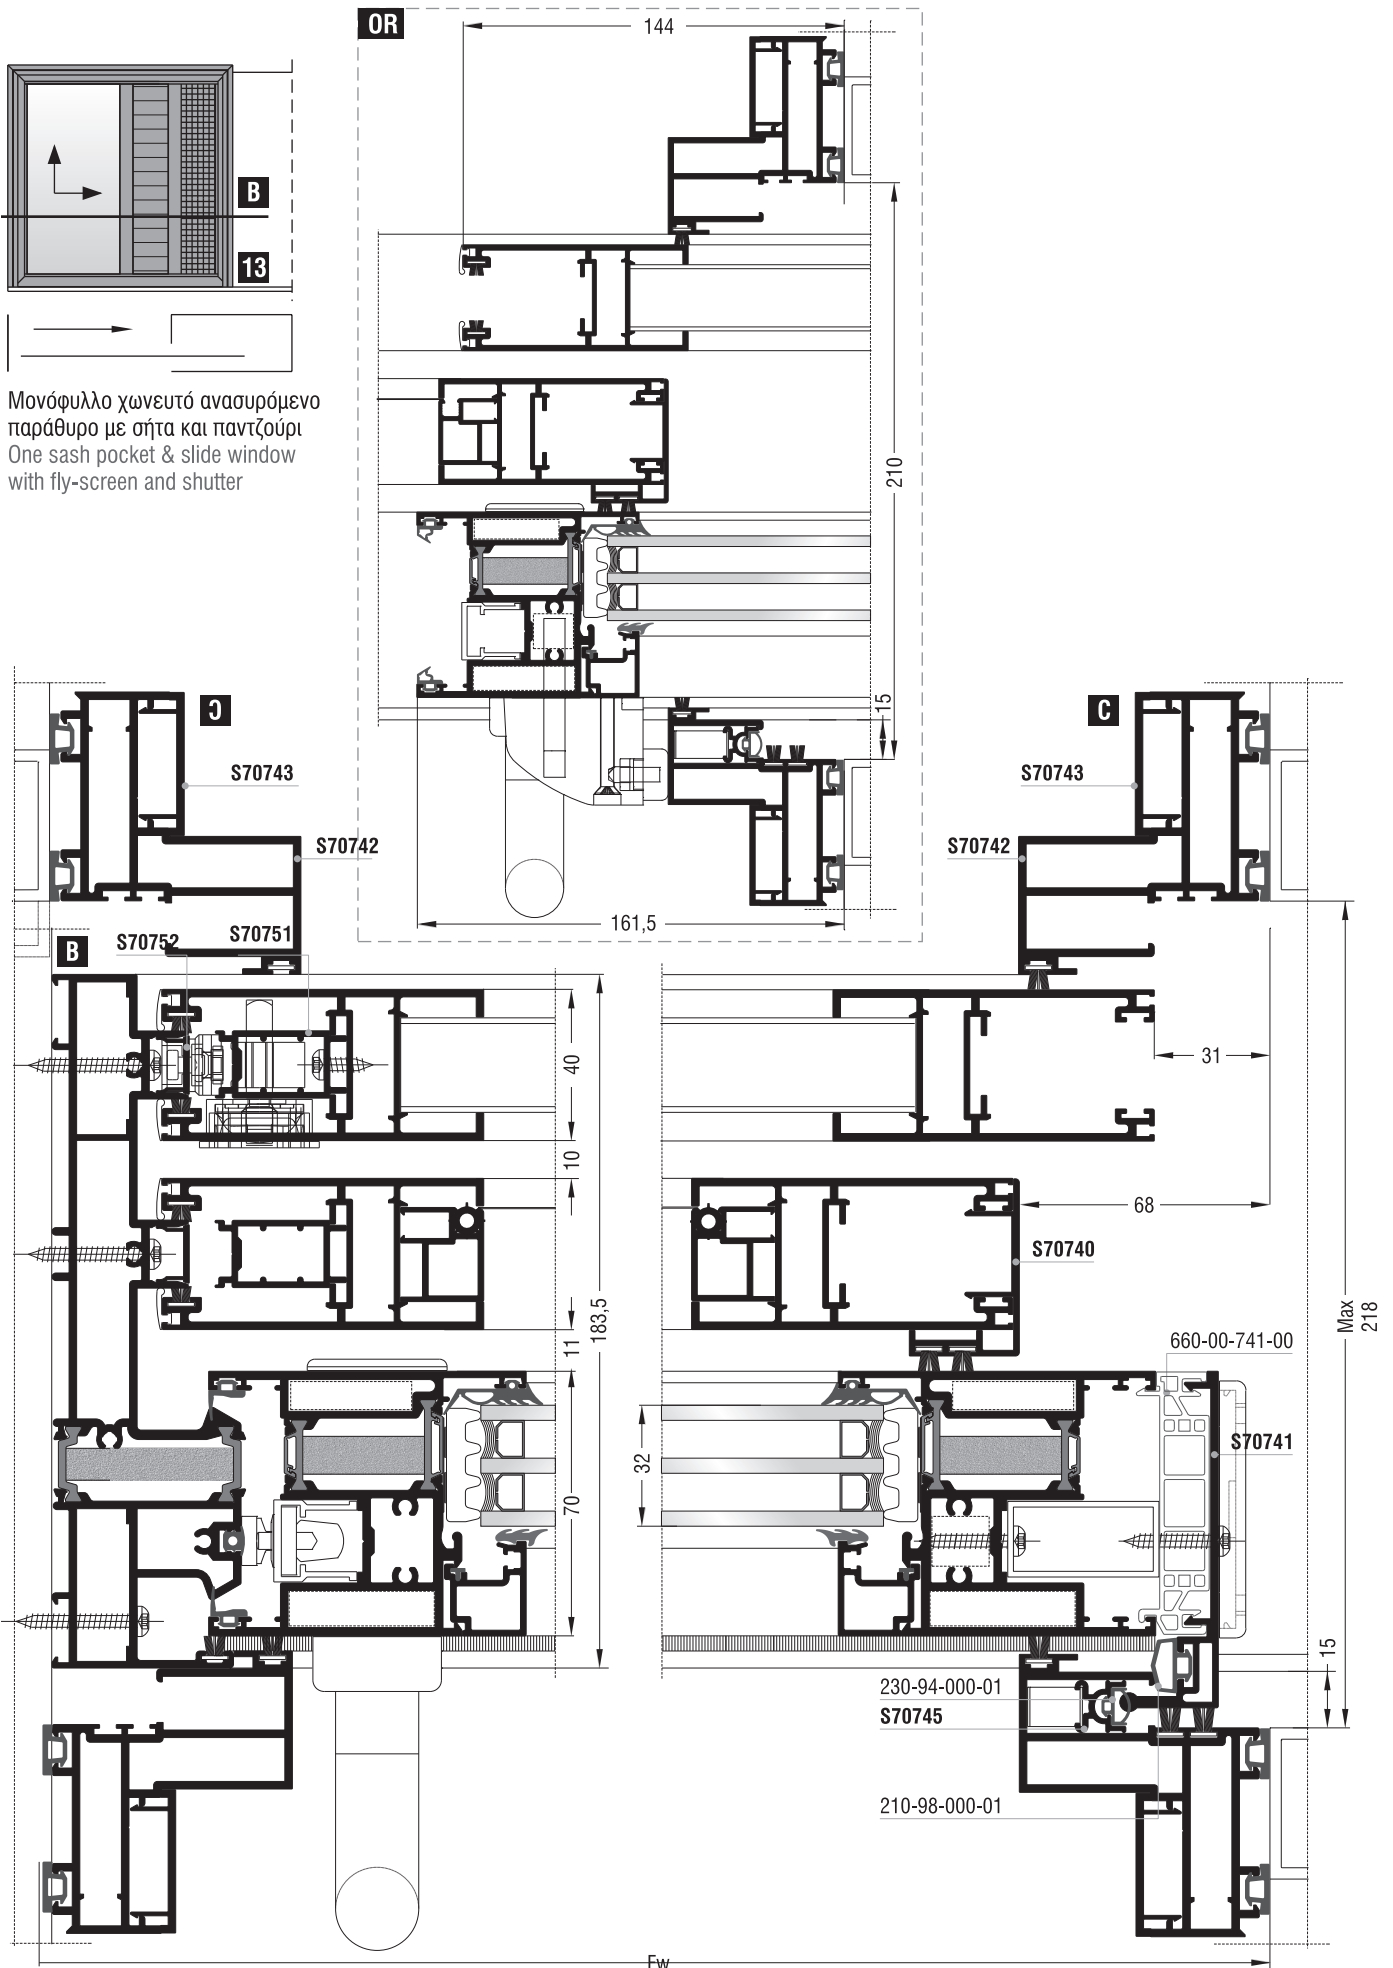 OR
144
B
13
Μονόφυλλο χωνευτό ανασυρόμενο
παράθυρο με σήτα και παντζούρι
One sash pocket & slide window
with fly-screen and shutter
210
15
161,5
C
S70743
S70742
C
S70743
S70742
B
S70752
S70751
40
10
183,5
11
70
32
31
68
S70740
Max
218
660-00-741-00
S70741
15
230-94-000-01
S70745
210-98-000-01
Fw